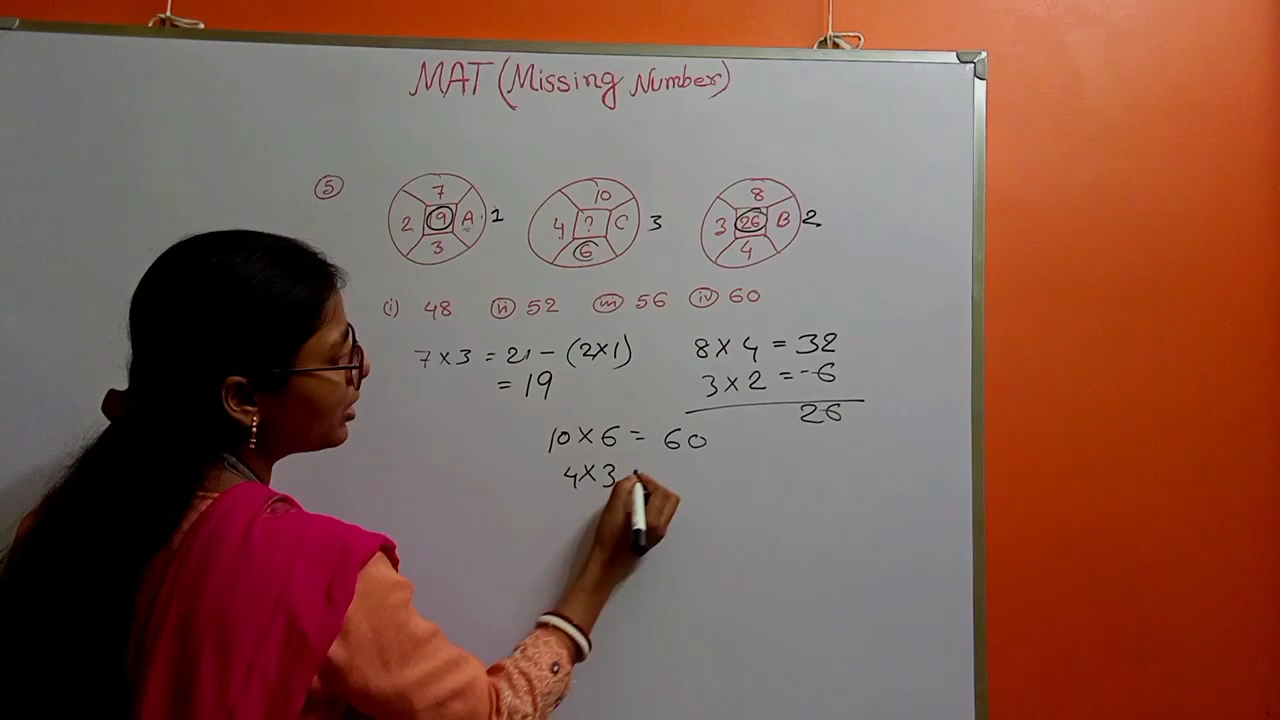 MAT (Missing Number)
5
7 2 19 A 3 1
10 4 ? C 6 3
8 3 26 B 4 2
(i) 48 (ii) 52 (iii) 56 (iv) 60
7 × 3 = 21 - (2×1)
= 19
8 × 4 = 32
3 × 2 = -6
26
10 × 6 = 60
4×3